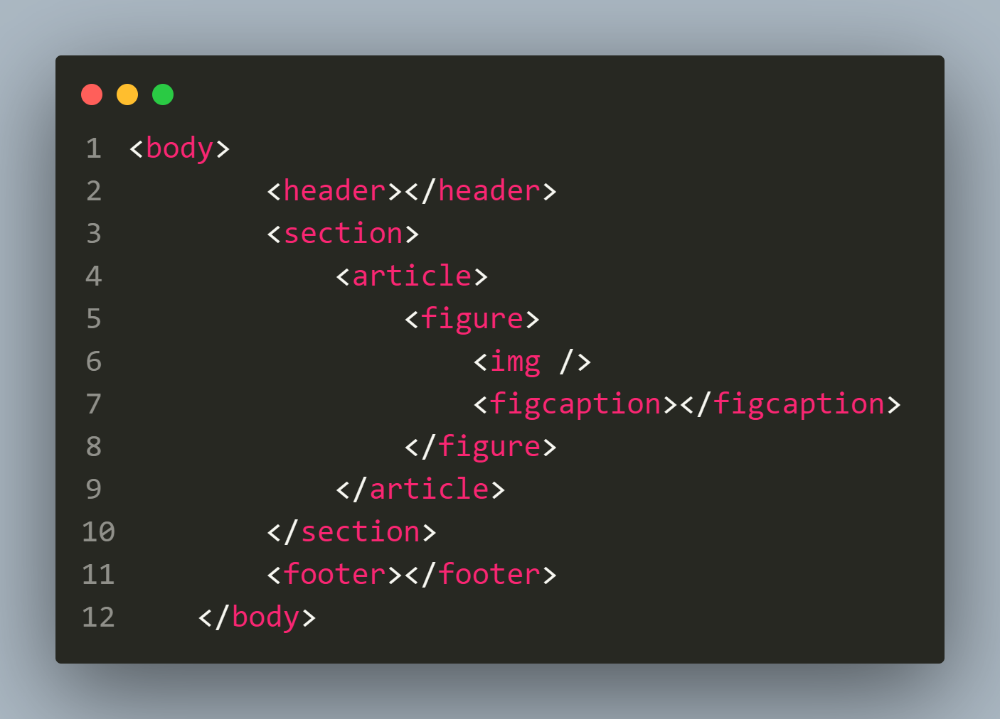 1 <body>
2         <header></header>
3         <section>
4             <article>
5                 <figure>
6                     <img />
7                     <figcaption></figcaption>
8                 </figure>
9             </article>
10         </section>
11         <footer></footer>
12     </body>